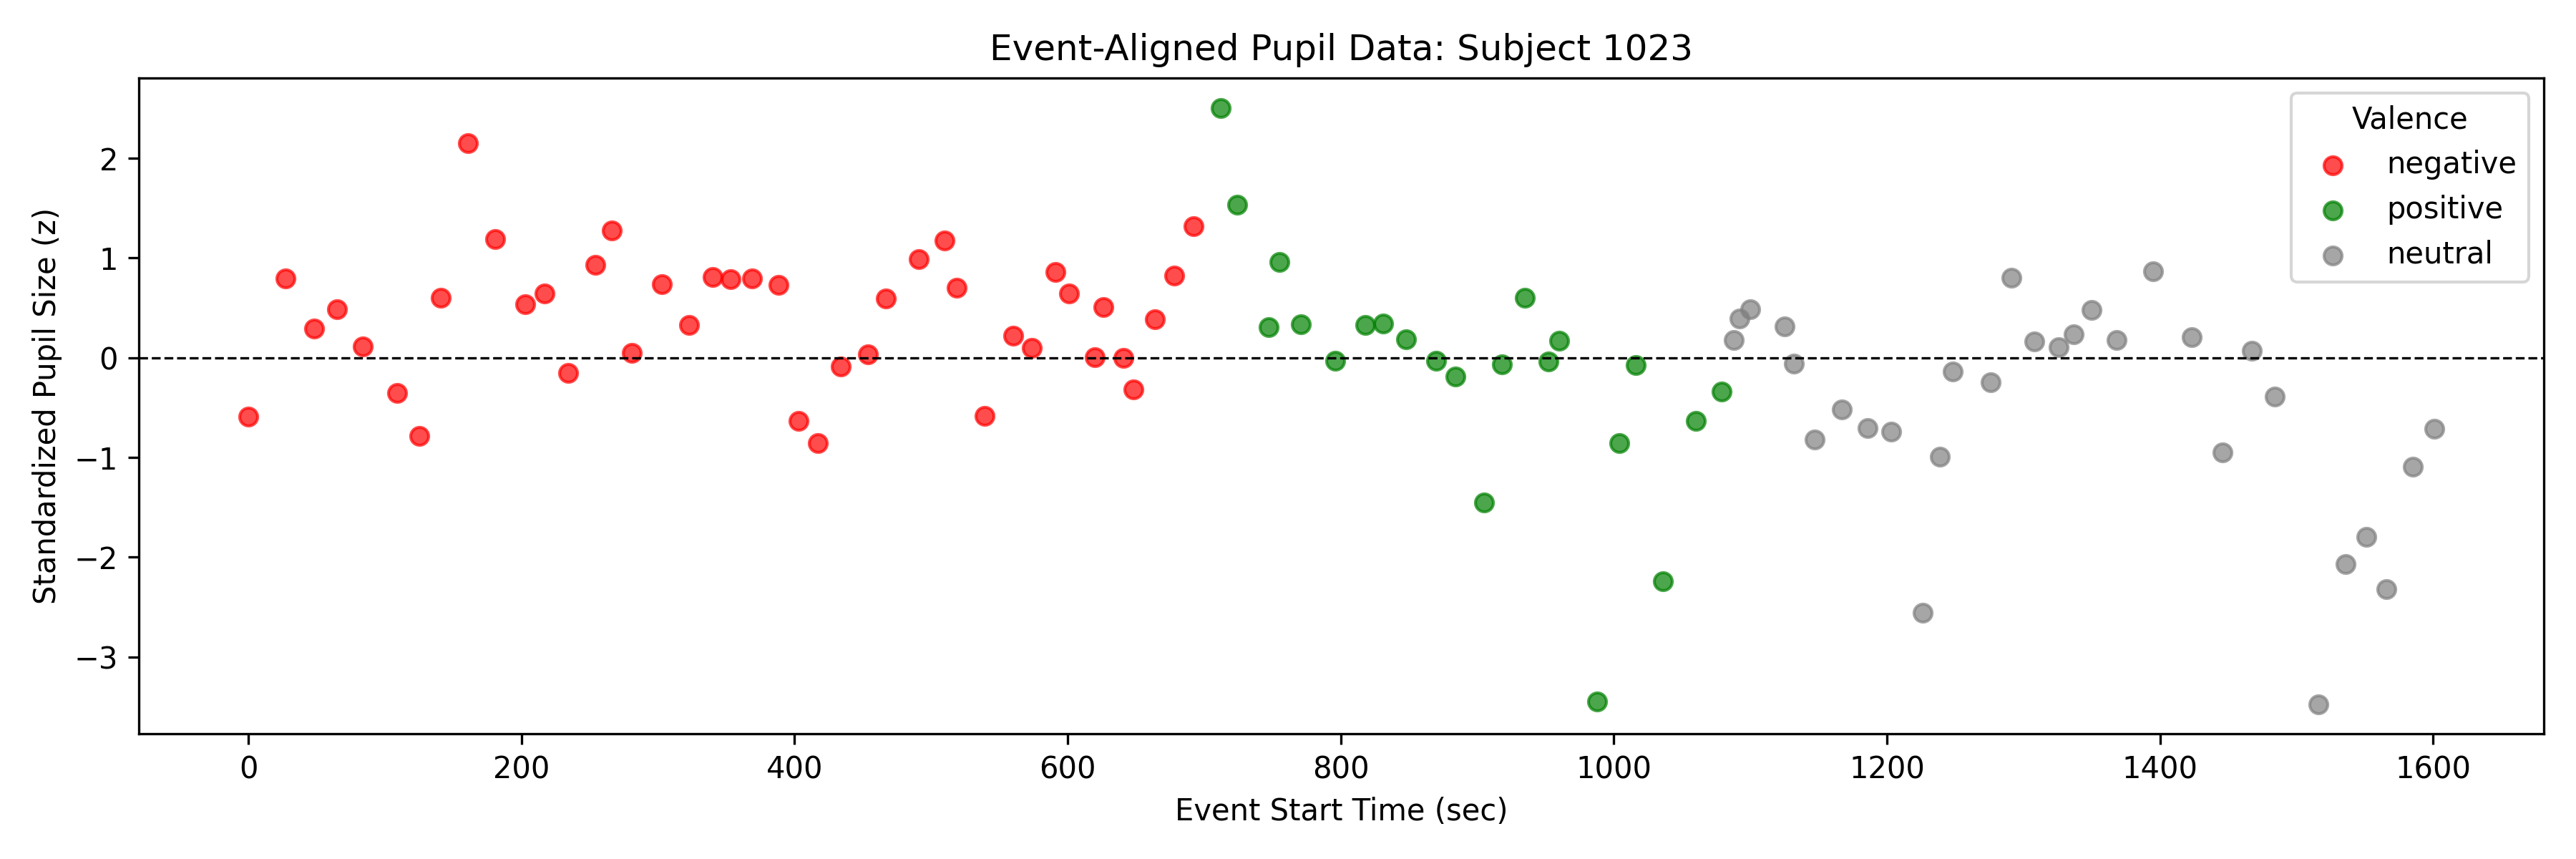 Event-Aligned Pupil Data: Subject 1023
Standardized Pupil Size (z)
2
1
0
−1
−2
−3
Valence
negative
positive
neutral
0 200 400 600 800 1000 1200 1400 1600
Event Start Time (sec)